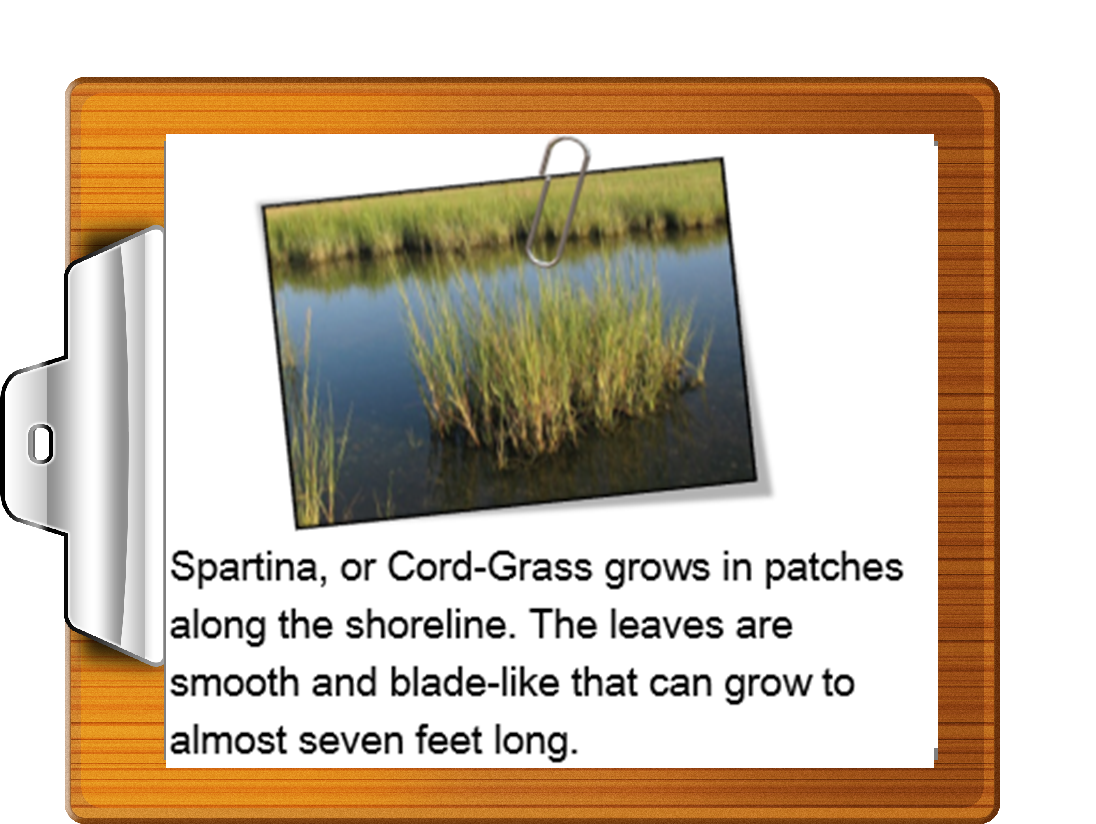 Spartina, or Cord-Grass grows in patches
along the shoreline. The leaves are
smooth and blade-like that can grow to
almost seven feet long.